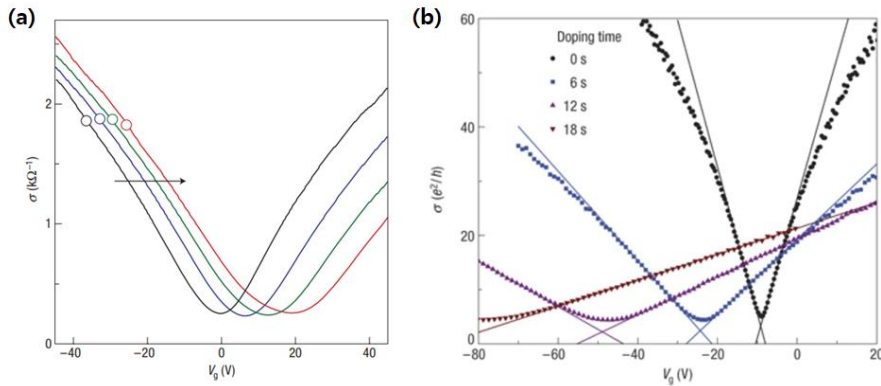 (a)
2
1
0
σ (kΩ⁻¹)
−40 −20 0 20 40
Vg (V)
(b)
60
40
20
0
σ (e²/h)
Doping time
0 s
6 s
12 s
18 s
−80 −60 −40 −20 0 20
Vg (V)